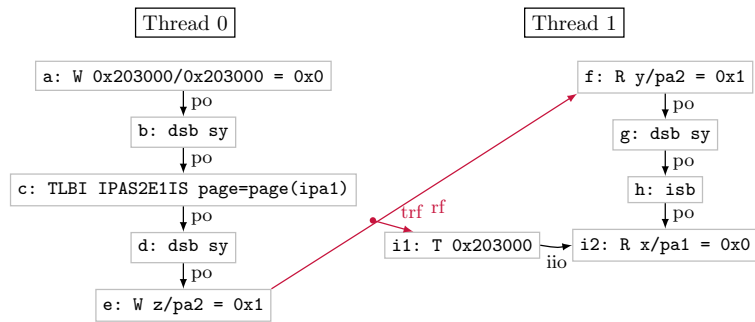 Thread 0
Thread 1
a: W 0x203000/0x203000 = 0x0
po
b: dsb sy
po
c: TLBI IPAS2E1IS page=page(ipa1)
po
d: dsb sy
po
e: W z/pa2 = 0x1
trf rf
f: R y/pa2 = 0x1
po
g: dsb sy
po
h: isb
po
i1: T 0x203000
iio
i2: R x/pa1 = 0x0